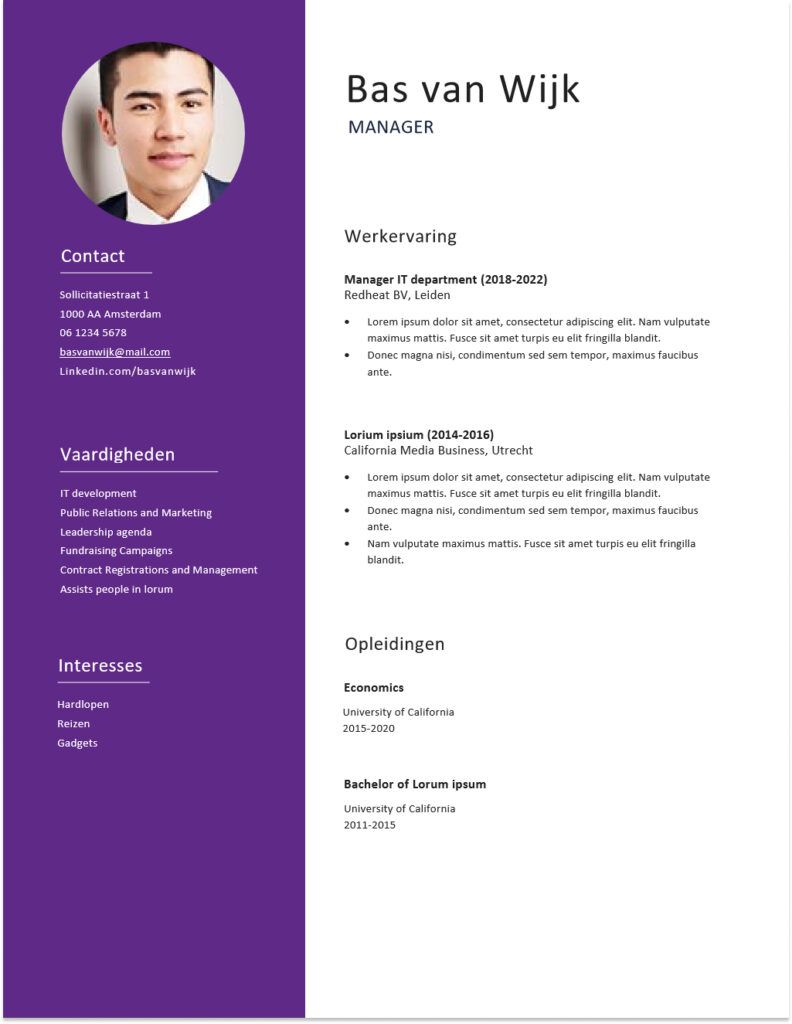 Bas van Wijk
MANAGER
Contact
Sollicitatiestraat 1
1000 AA Amsterdam
06 1234 5678
basvanwijk@mail.com
Linkedin.com/basvanwijk
Vaardigheden
IT development
Public Relations and Marketing
Leadership agenda
Fundraising Campaigns
Contract Registrations and Management
Assists people in lorum
Interesses
Hardlopen
Reizen
Gadgets
Werkervaring
Manager IT department (2018-2022)
Redheat BV, Leiden
• Lorem ipsum dolor sit amet, consectetur adipiscing elit. Nam vulputate
maximus mattis. Fusce sit amet turpis eu elit fringilla blandit.
• Donec magna nisi, condimentum sed sem tempor, maximus faucibus
ante.
Lorium ipsium (2014-2016)
California Media Business, Utrecht
• Lorem ipsum dolor sit amet, consectetur adipiscing elit. Nam vulputate
maximus mattis. Fusce sit amet turpis eu elit fringilla blandit.
• Donec magna nisi, condimentum sed sem tempor, maximus faucibus
ante.
• Nam vulputate maximus mattis. Fusce sit amet turpis eu elit fringilla
blandit.
Opleidingen
Economics
University of California
2015-2020
Bachelor of Lorum ipsum
University of California
2011-2015